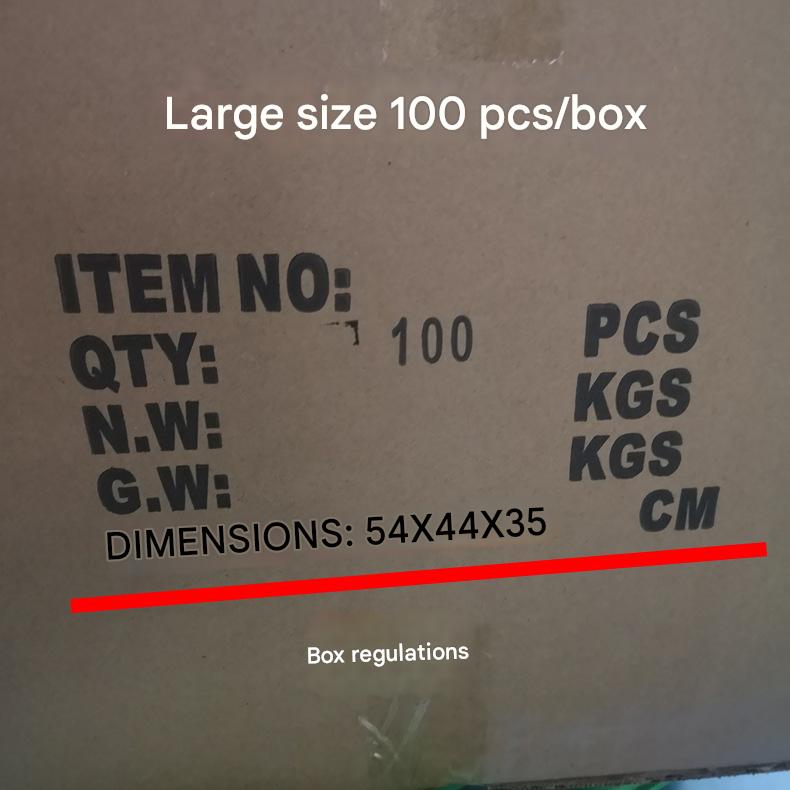 Large size 100 pcs/box
ITEM NO:
QTY: 100 PCS
N.W: KGS
G.W: KGS
DIMENSIONS: 54X44X35 CM
Box regulations